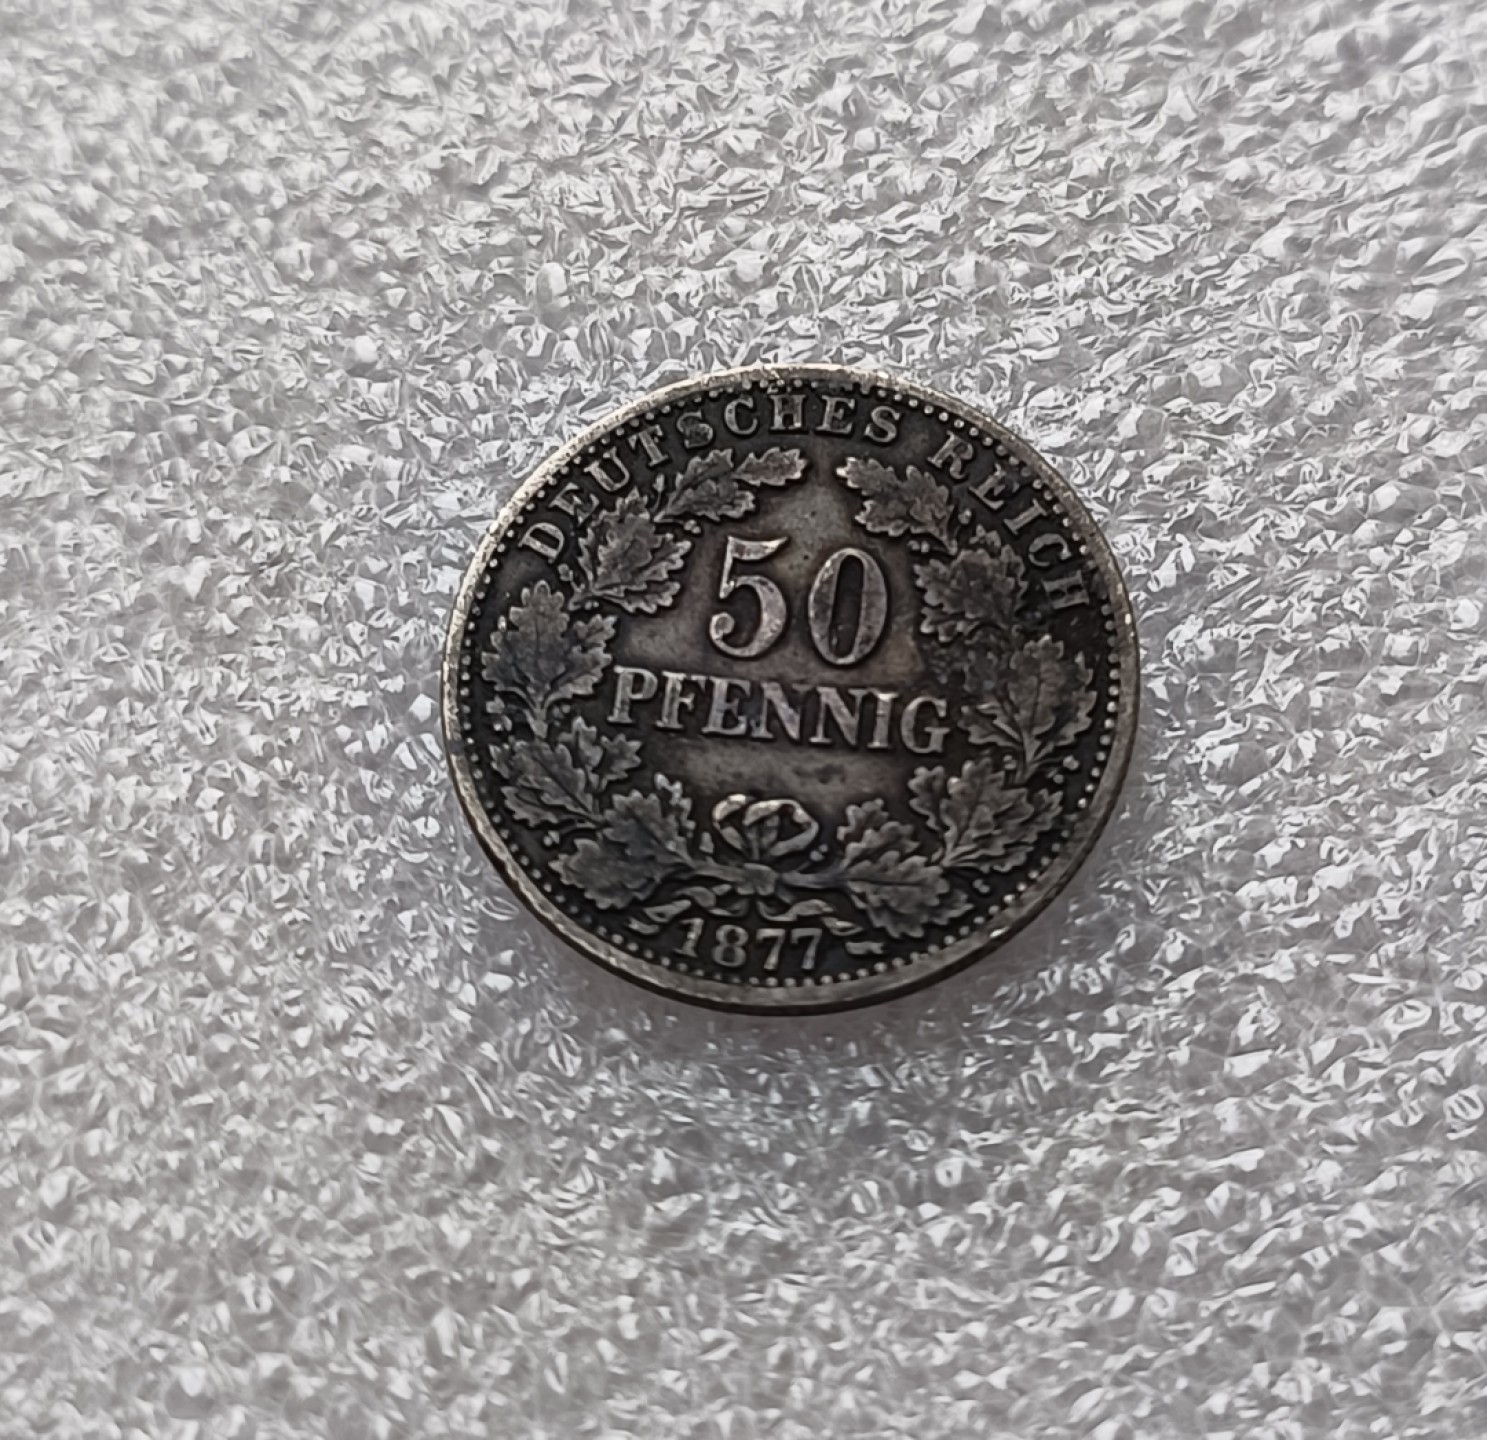 DEUTSCHES REICH
50
PFENNIG
1877